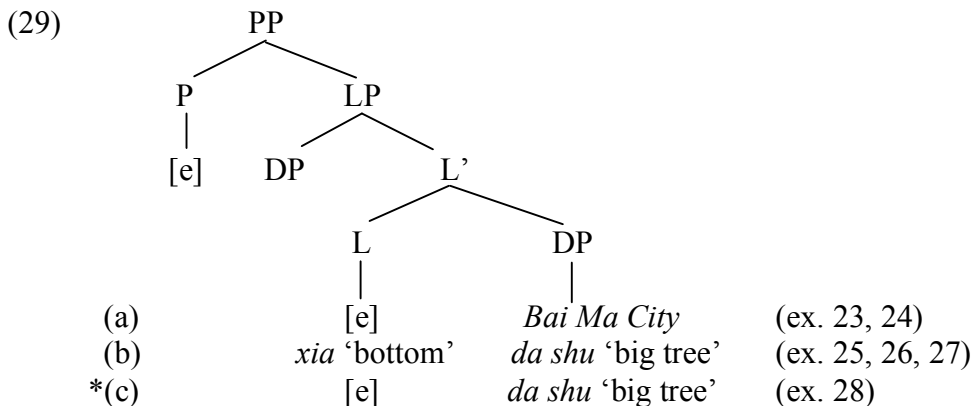 (29) PP
P LP
[e] DP L’
L DP
(a) [e] Bai Ma City (ex. 23, 24)
(b) xia ‘bottom’ da shu ‘big tree’ (ex. 25, 26, 27)
*(c) [e] da shu ‘big tree’ (ex. 28)